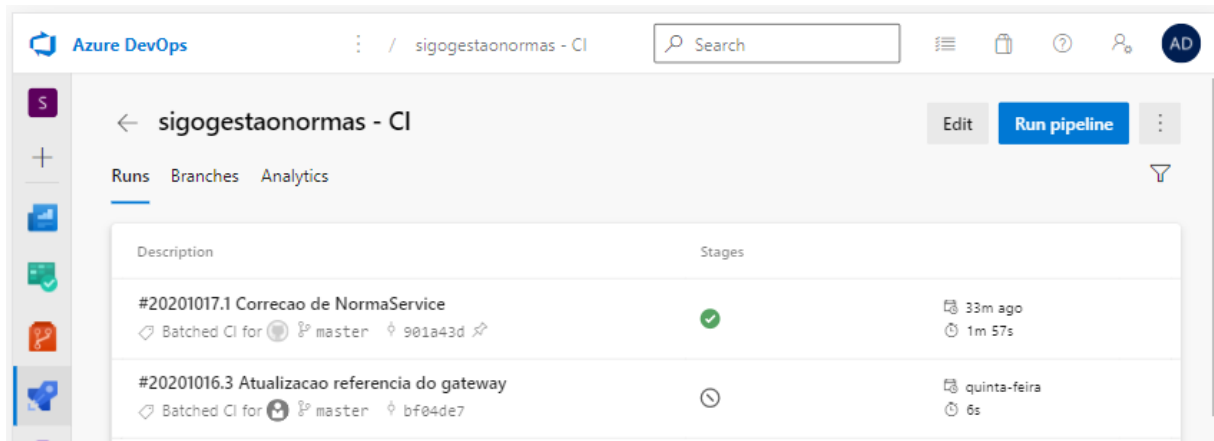 Azure DevOps / sigogestaonormas - CI Search AD
S
sigogestaonormas - CI Edit Run pipeline
Runs Branches Analytics
Description Stages
#20201017.1 Correcao de NormaService
33m ago
Batched CI for master 901a43d
1m 57s
#20201016.3 Atualizacao referencia do gateway
quinta-feira
Batched CI for master bf04de7
6s